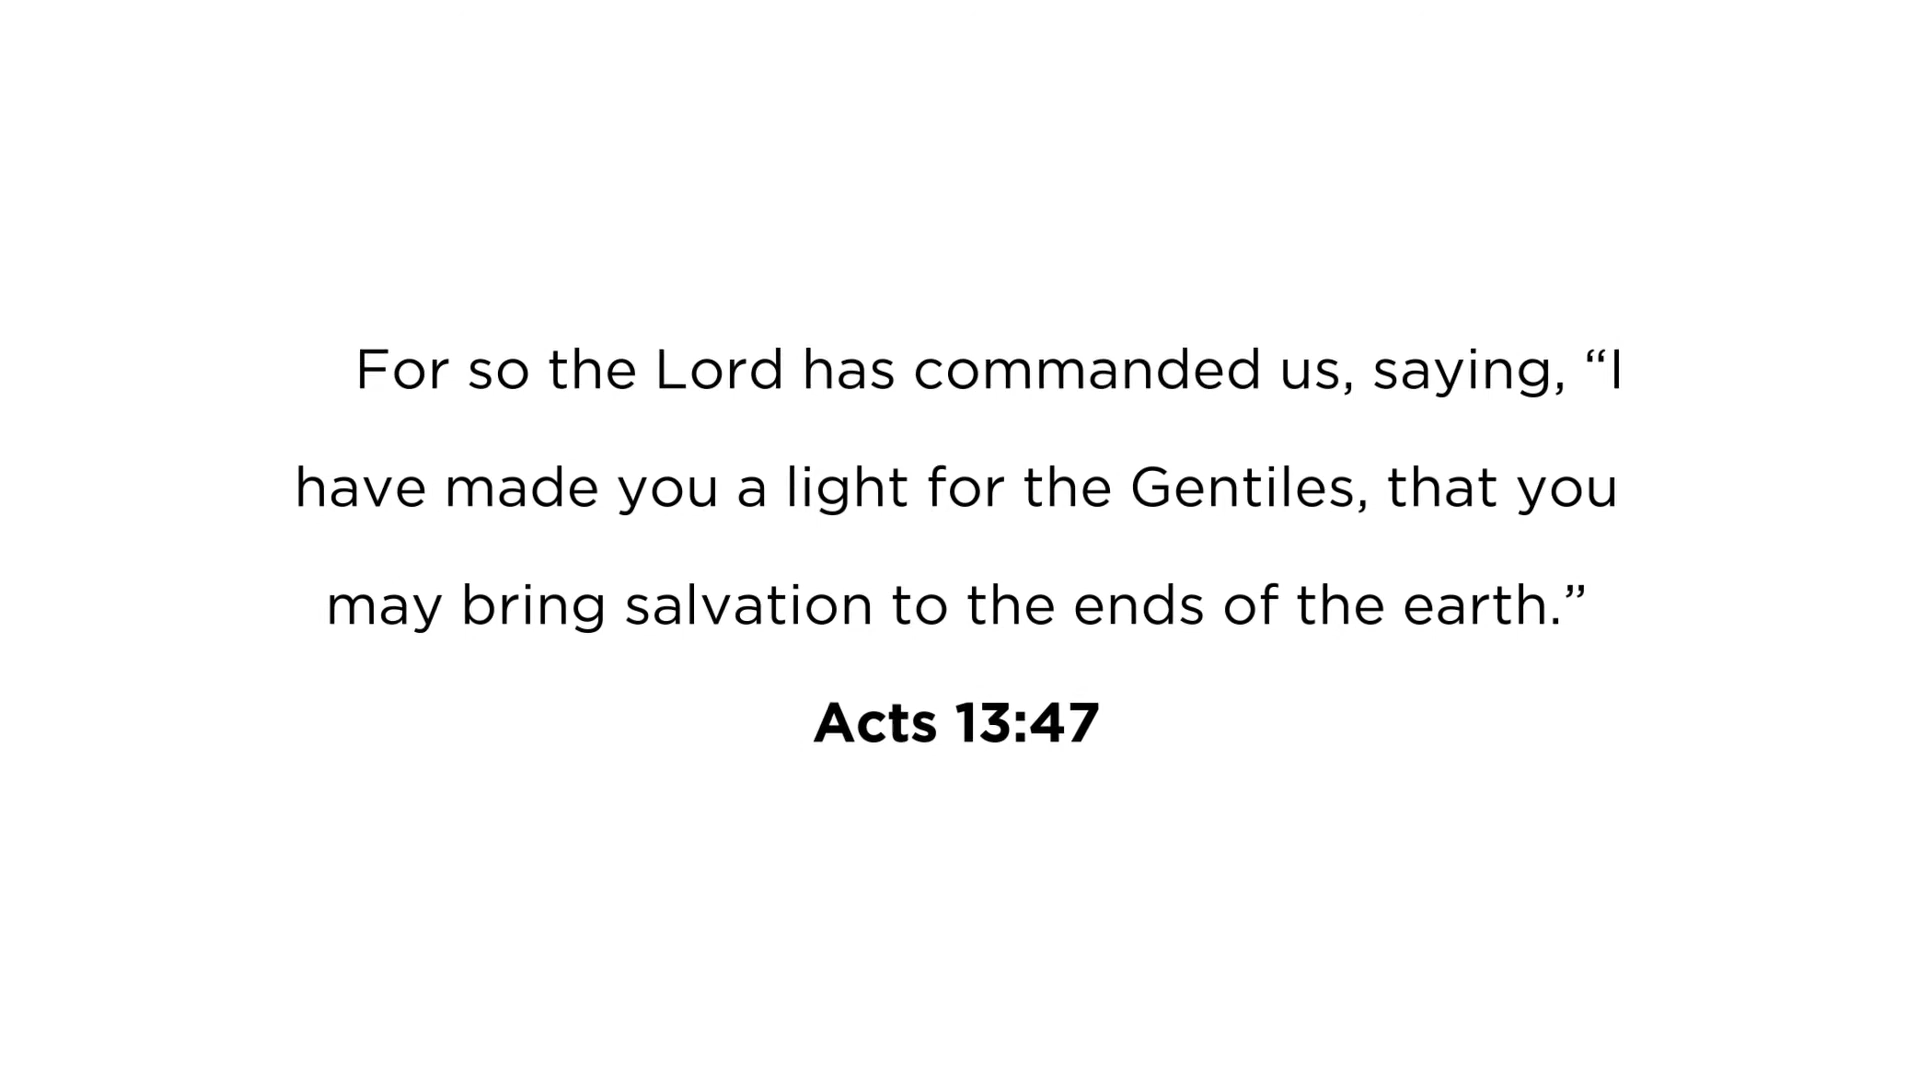 For so the Lord has commanded us, saying, “I
have made you a light for the Gentiles, that you
may bring salvation to the ends of the earth.”
Acts 13:47